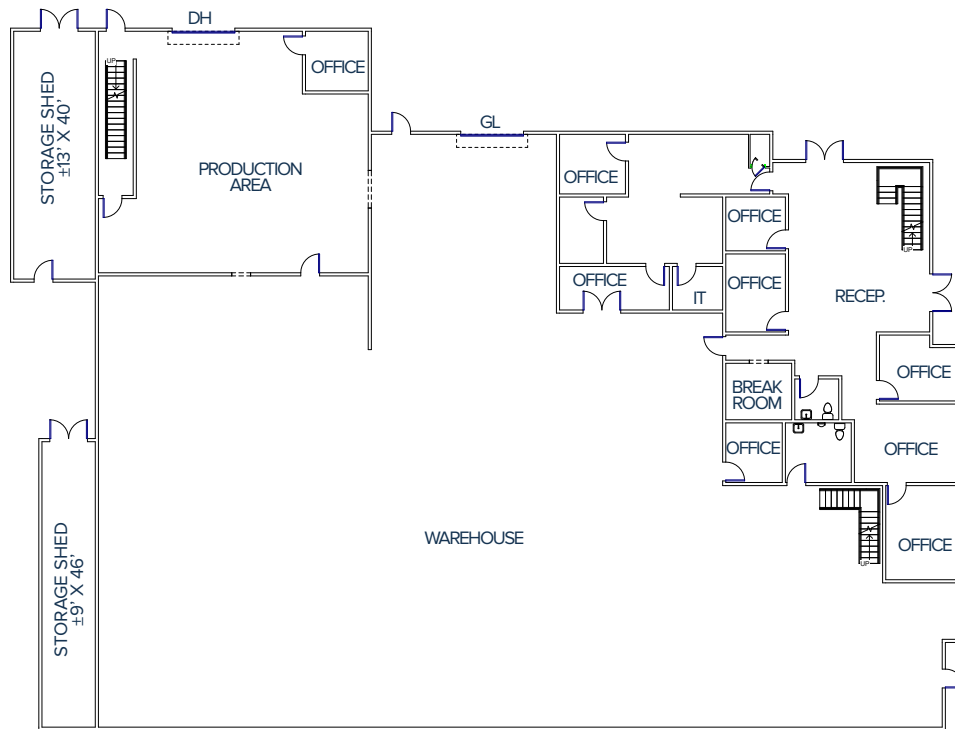 DH
UP
OFFICE
STORAGE SHED
±13' X 40'
GL
PRODUCTION
AREA
OFFICE
OFFICE
UP
OFFICE
OFFICE
IT
RECEP.
OFFICE
BREAK
ROOM
OFFICE
OFFICE
WAREHOUSE
OFFICE
UP
STORAGE SHED
±9' X 46'